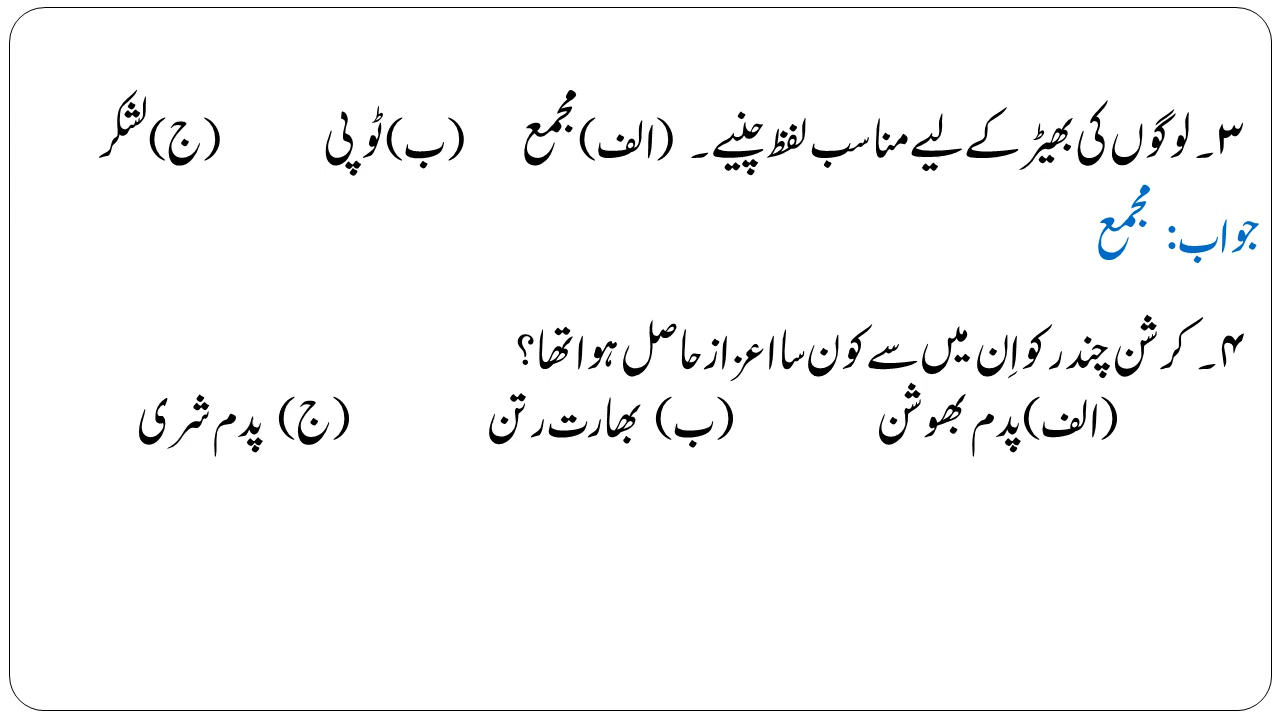 ۳۔ لوگوں کی بھیڑ کے لیے مناسب لفظ چنیے۔ (الف) مجمع (ب) ٹوپی (ج) لشکر
جواب: مجمع
۴۔ کرشن چندر کو اِن میں سے کون سا اعزاز حاصل ہوا تھا؟
(الف) پدم بھوشن (ب) بھارت رتن (ج) پدم شری